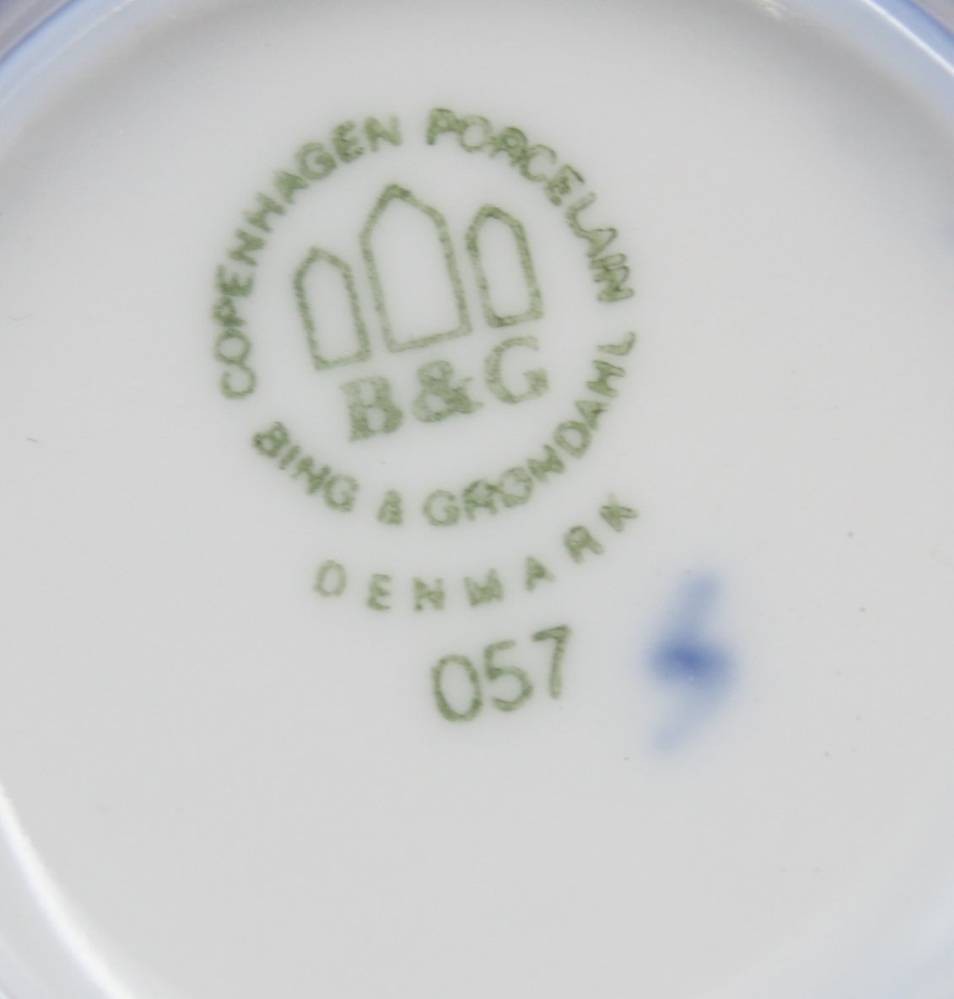 COPENHAGEN PORCELAIN
B&G
BING & GRØNDAHL
DENMARK
057